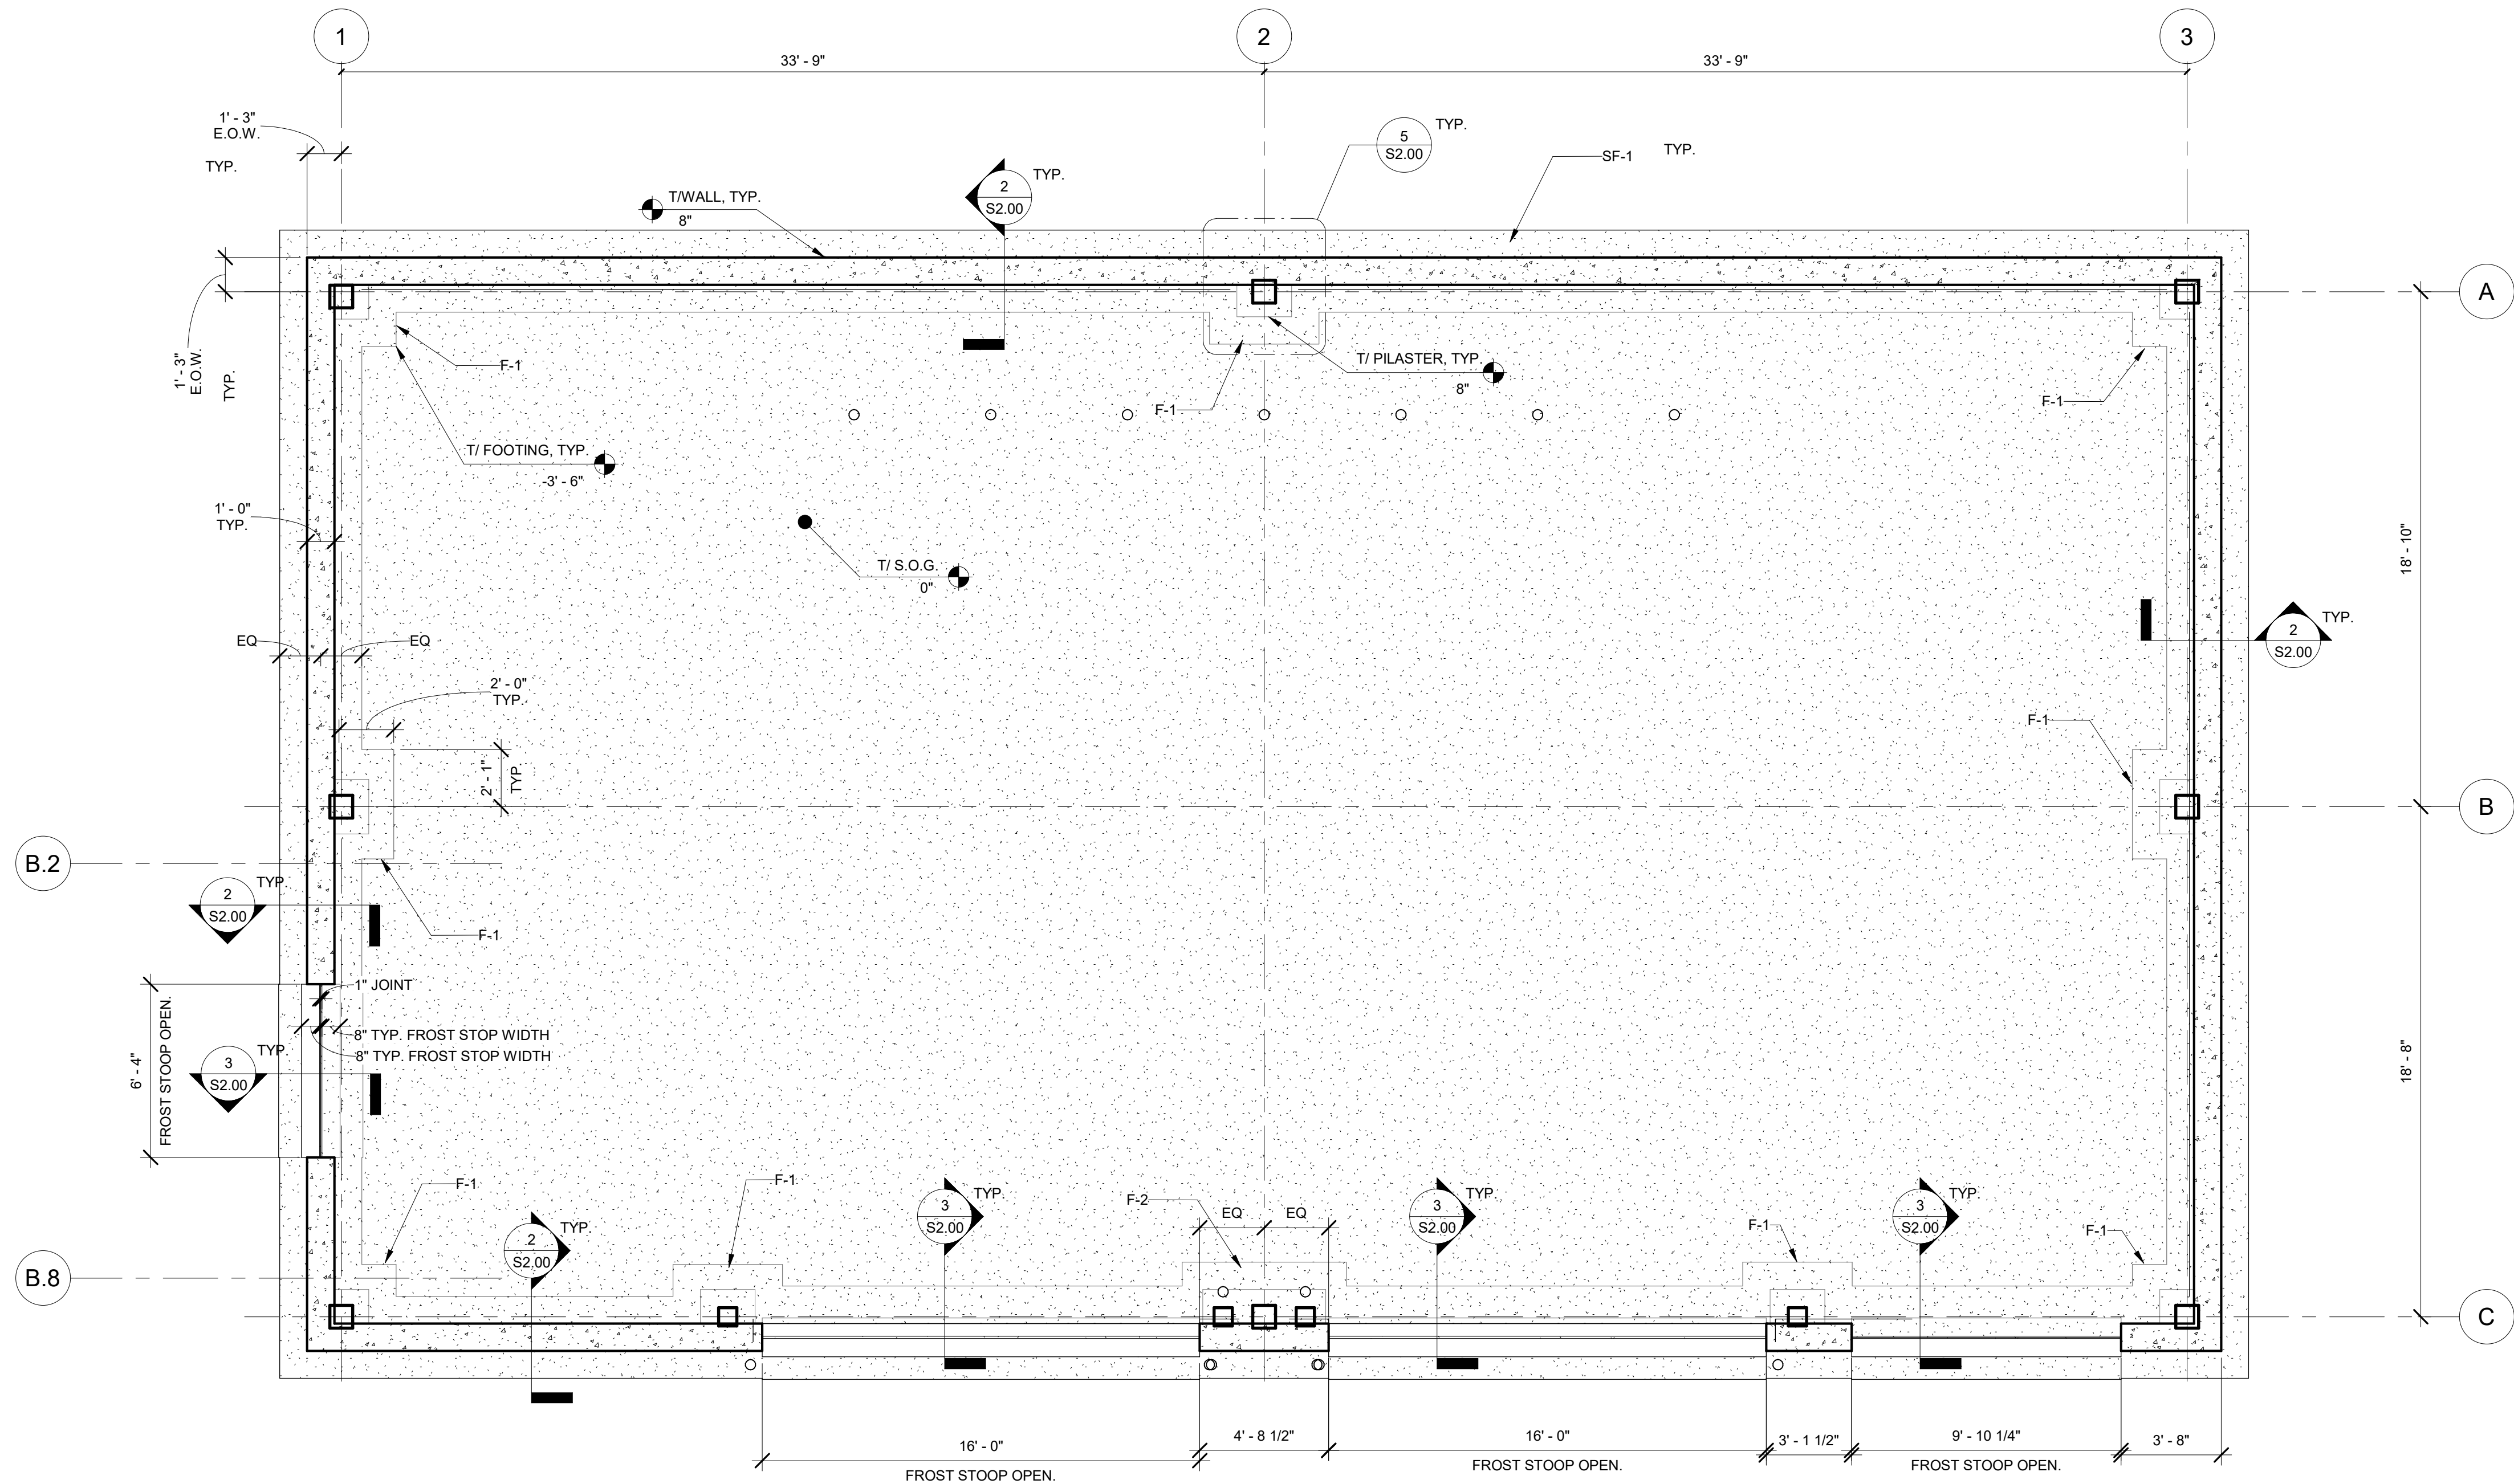 1
2
3
33' - 9"
33' - 9"
1' - 3"
E.O.W.
TYP.
5
S2.00
TYP.
SF-1
TYP.
2
S2.00
TYP.
T/WALL, TYP.
8"
A
1' - 3"
E.O.W.
TYP.
F-1
T/ PILASTER, TYP.
8"
F-1
F-1
T/ FOOTING, TYP.
-3' - 6"
1' - 0"
TYP.
T/ S.O.G.
0"
18' - 10"
EQ
EQ
2
S2.00
TYP.
2' - 0"
TYP.
F-1
2' - 1"
TYP.
B
B.2
2
S2.00
TYP.
F-1
1" JOINT
8" TYP. FROST STOP WIDTH
8" TYP. FROST STOP WIDTH
6' - 4"
FROST STOOP OPEN.
3
S2.00
TYP.
18' - 8"
F-1
F-1
F-2
EQ
EQ
3
S2.00
TYP.
3
S2.00
TYP.
3
S2.00
TYP.
F-1
F-1
2
S2.00
TYP.
B.8
C
16' - 0"
FROST STOOP OPEN.
4' - 8 1/2"
16' - 0"
FROST STOOP OPEN.
3' - 1 1/2"
9' - 10 1/4"
FROST STOOP OPEN.
3' - 8"